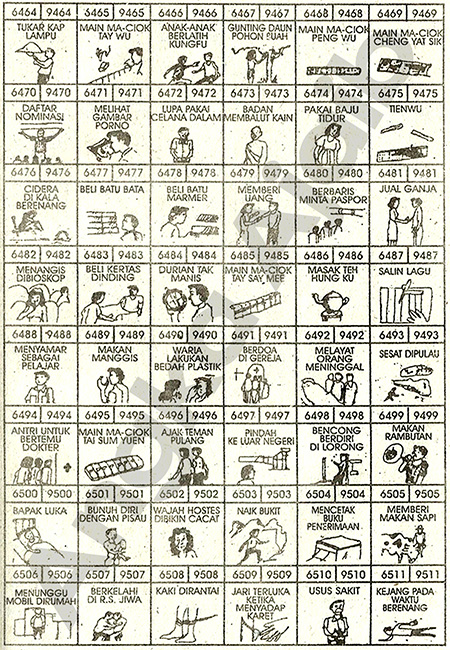 6464 9464
TUKAR KAP
LAMPU
6465 9465
MAIN MA-CIOK
TAY WU
6466 9466
ANAK-ANAK
BERLATIH
KUNGFU
6467 9467
GUNTING DAUN
POHON BUAH
6468 9468
MAIN MA-CIOK
PENG WU
6469 9469
MAIN MA-CIOK
CHENG YAT SIK
6470 9470
DAFTAR
NOMINASI
6471 9471
MELIHAT
GAMBAR
PORNO
6472 9472
LUPA PAKAI
CELANA DALAM
6473 9473
BADAN
MEMBALUT KAIN
6474 9474
PAKAI BAJU
TIDUR
6475 9475
TIENWU
6476 9476
CIDERA
DI KALA
BERENANG
6477 9477
BELI BATU BATA
6478 9478
BELI BATU
MARMER
6479 9479
MEMBERI
UANG
6480 9480
BERBARIS
MINTA PASPOR
6481 9481
JUAL GANJA
6482 9482
MENANGIS
DIBIOSKOP
6483 9483
BELI KERTAS
DINDING
6484 9484
DURIAN TAK
MANIS
6485 9485
MAIN MA-CIOK
TAY SAY MEE
6486 9486
MASAK TEH
HUNG KU
6487 9487
SALIN LAGU
6488 9488
MENYAMAR
SEBAGAI
PELAJAR
6489 9489
MAKAN
MANGGIS
6490 9490
WARIA
LAKUKAN
BEDAH PLASTIK
6491 9491
BERDOA
DI GEREJA
6492 9492
MELAYAT
ORANG
MENINGGAL
6493 9493
SESAT DIPULAU
6494 9494
ANTRI UNTUK
BERTEMU
DOKTER
6495 9495
MAIN MA-CIOK
TAI SUM YUEN
6496 9496
AJAK TEMAN
PULANG
6497 9497
PINDAH
KE LUAR NEGERI
6498 9498
BENCONG
BERDIRI
DI LORONG
6499 9499
MAKAN
RAMBUTAN
6500 9500
BAPAK LUKA
6501 9501
BUNUH DIRI
DENGAN PISAU
6502 9502
WAJAH HOSTES
DIBIKIN CACAT
6503 9503
NAIK BUKIT
6504 9504
MENCETAK
BUKU
PENERIMAAN
6505 9505
MEMBERI
MAKAN SAPI
6506 9506
MENUNGGU
MOBIL DIRUMAH
6507 9507
BERKELAHI
DI R.S. JIWA
6508 9508
KAKI DIRANTAI
6509 9509
JARI TERLUKA
KETIKA
MENYADAP
KARET
6510 9510
USUS SAKIT
6511 9511
KEJANG PADA
WAKTU
BERENANG